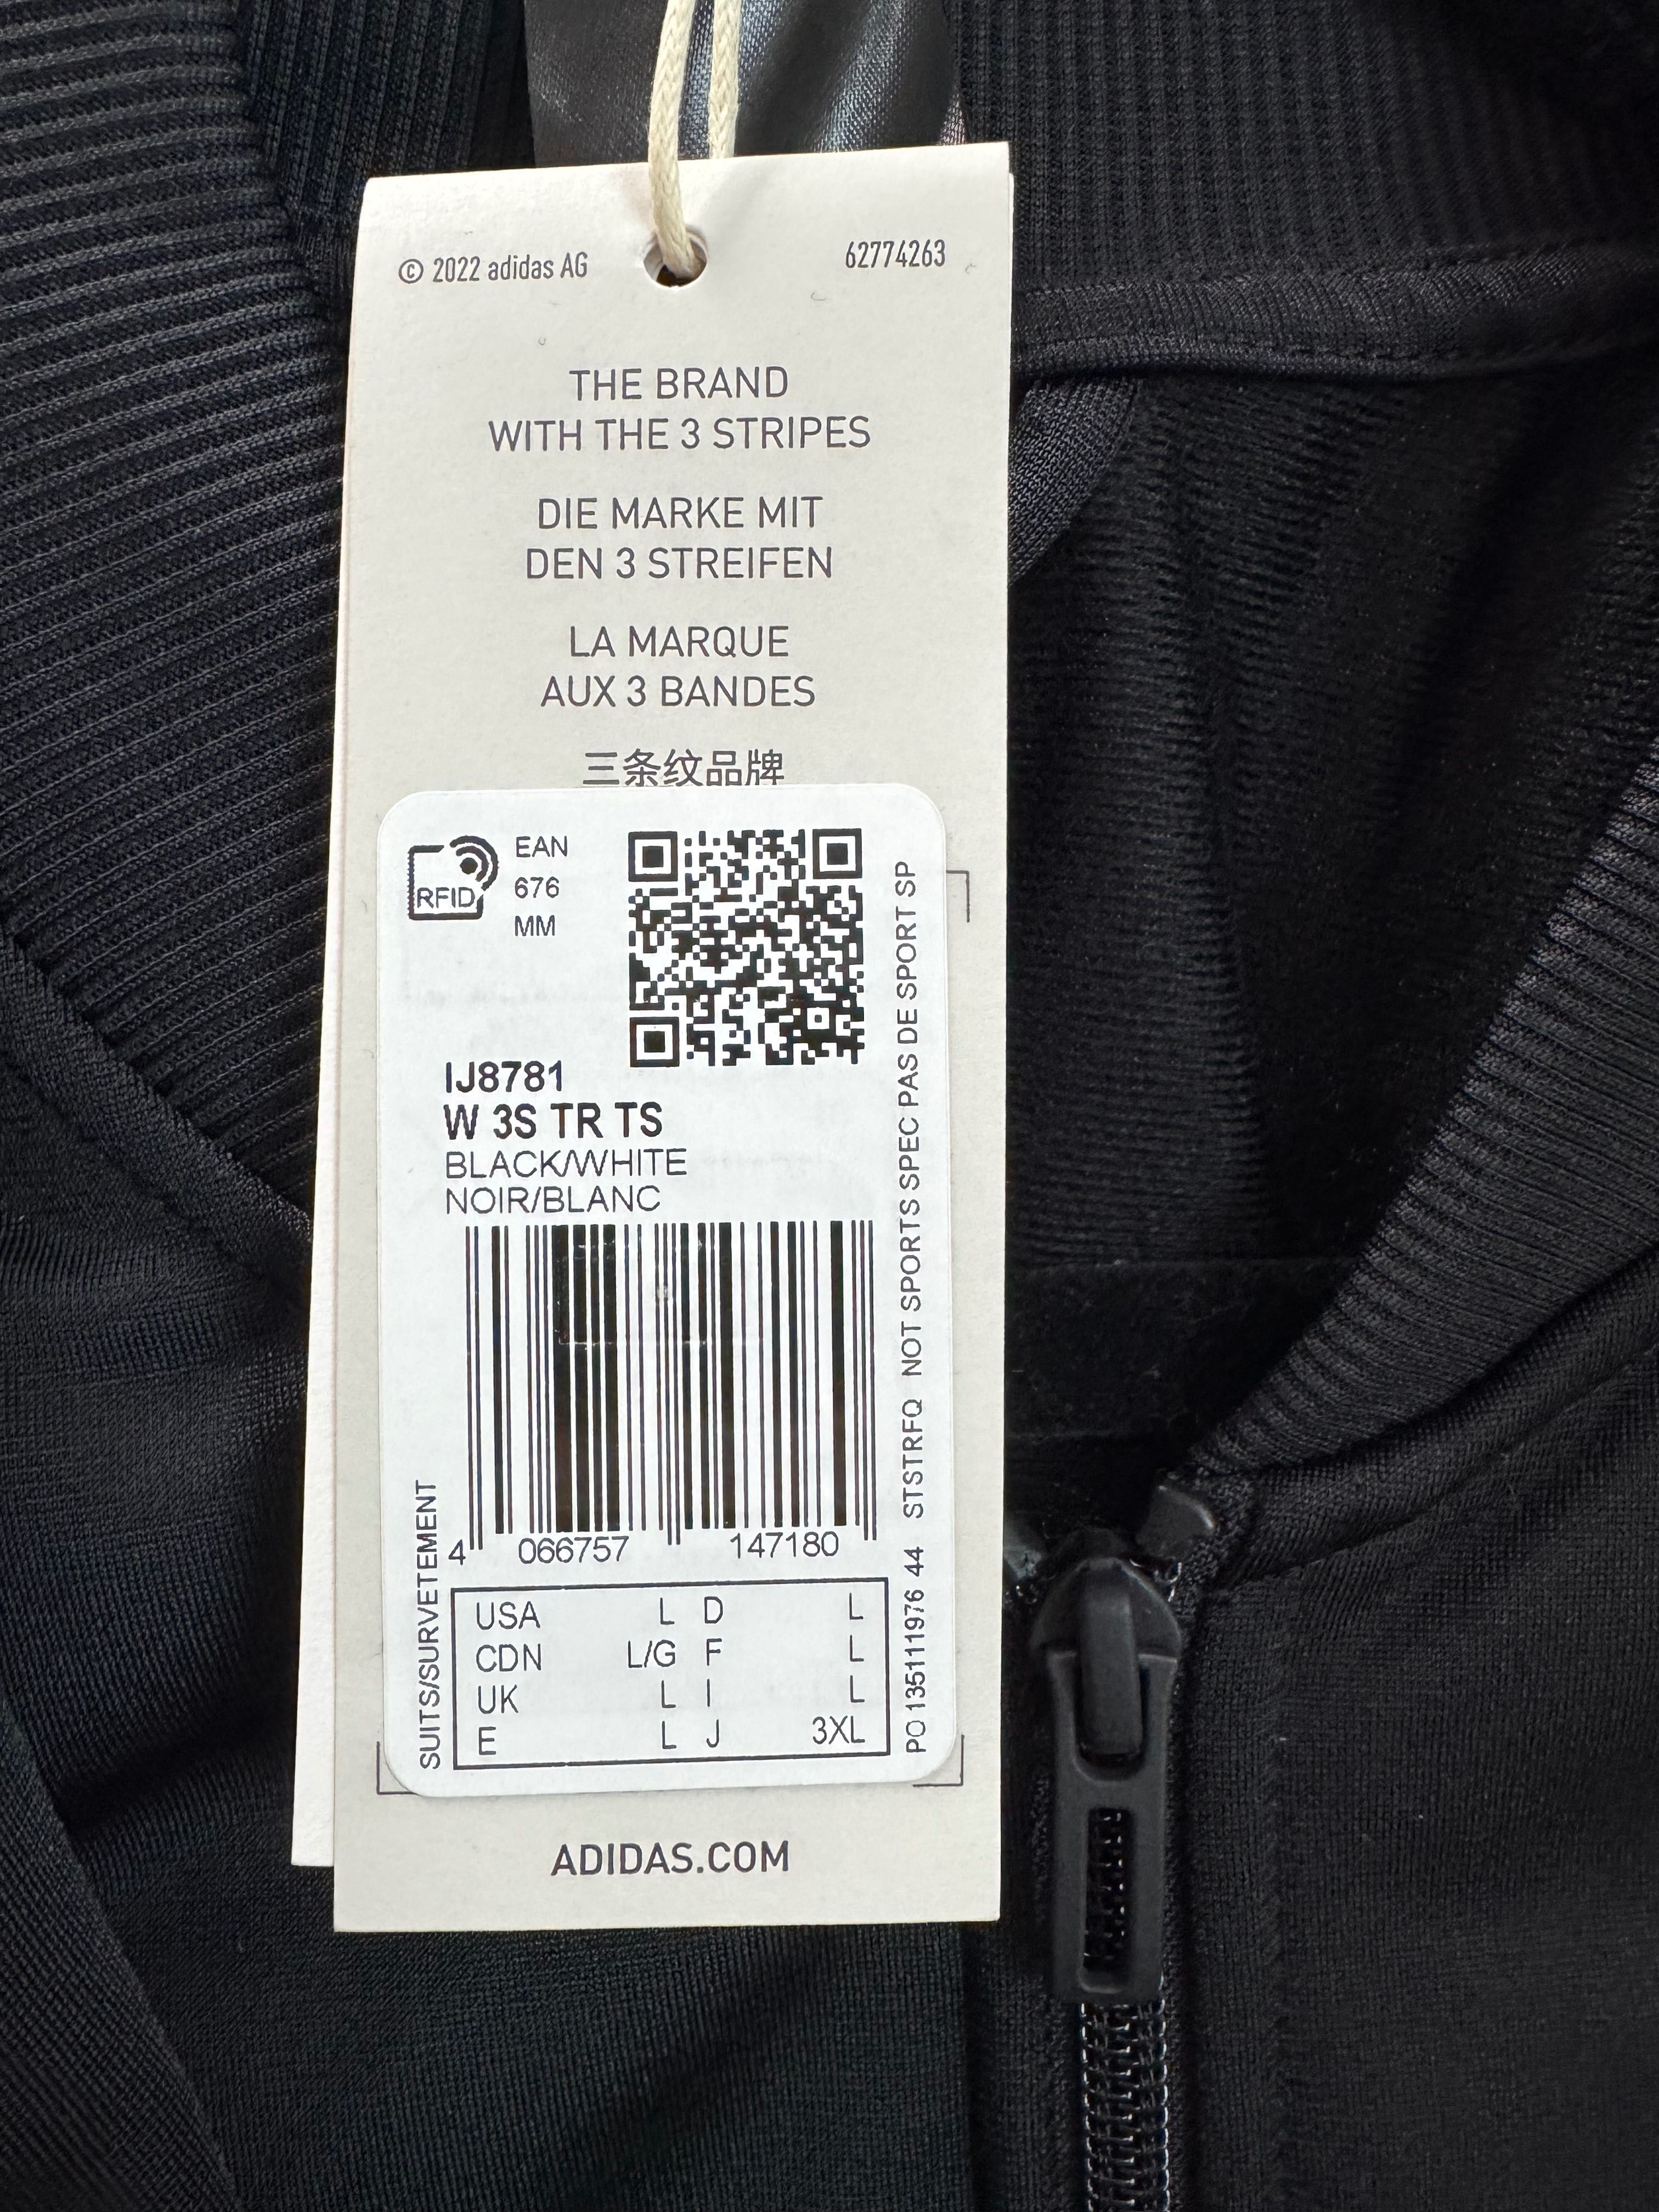 © 2022 adidas AG
62774263
THE BRAND
WITH THE 3 STRIPES
DIE MARKE MIT
DEN 3 STREIFEN
LA MARQUE
AUX 3 BANDES
三条纹品牌
RFID
EAN
676
MM
IJ8781
W 3S TR TS
BLACK/WHITE
NOIR/BLANC
4 066757 147180
SUITS/SURVETEMENT
PO 135111976 44 STSTRFQ NOT SPORTS SPEC PAS DE SPORT SP
USA L D L
CDN L/G F L
UK L I L
E L J 3XL
ADIDAS.COM